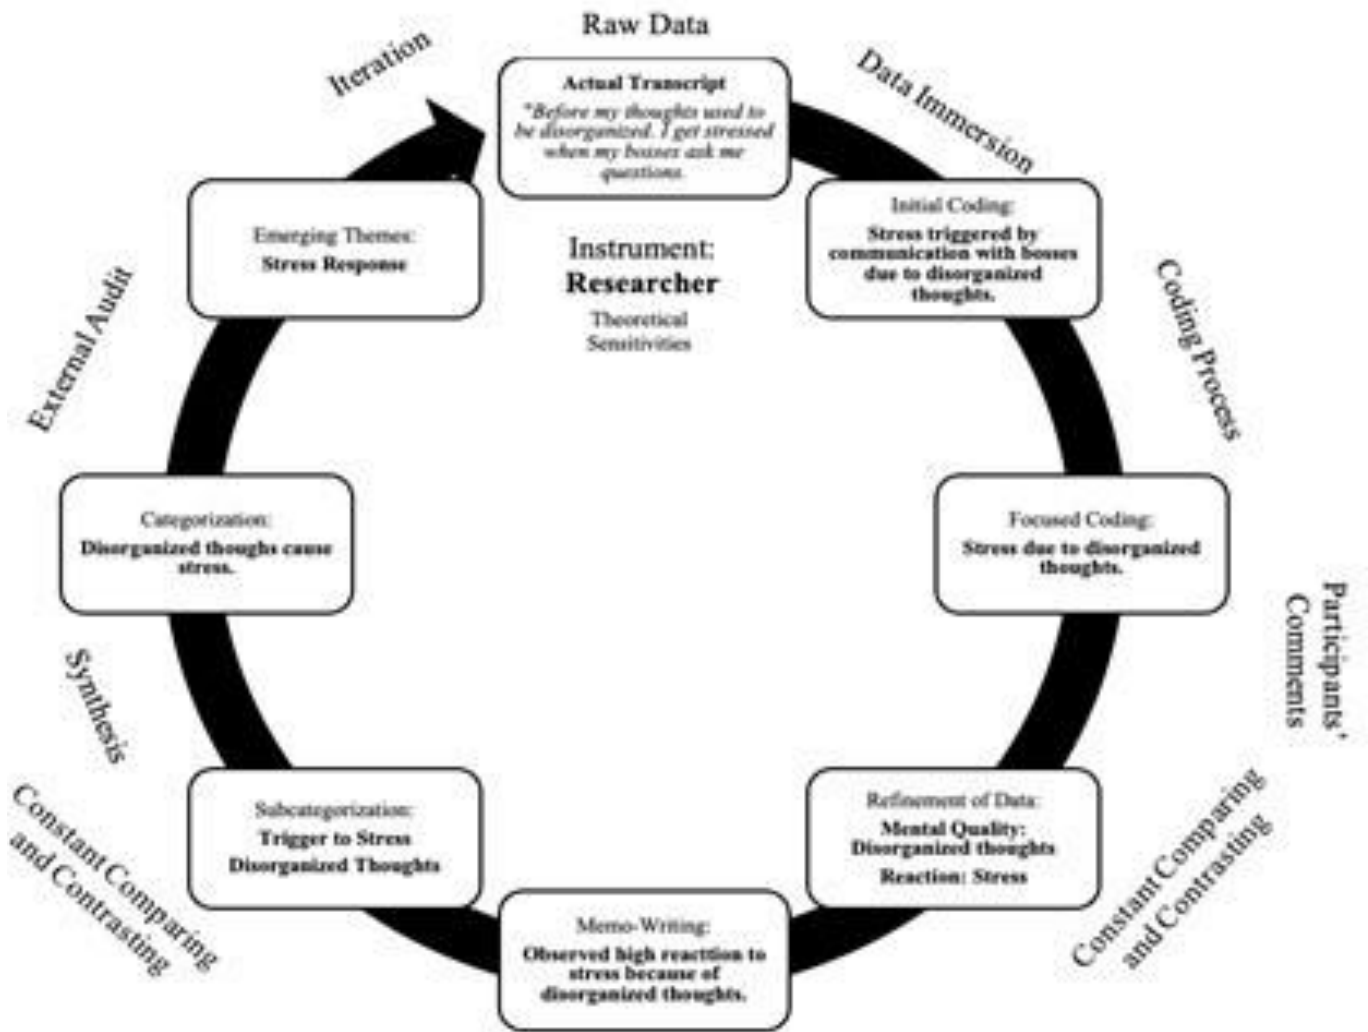 Raw Data
Iteration
Data Immersion
Actual Transcript
"Before my thoughts used to
be disorganized. I get stressed
when my bosses ask me
questions.
Initial Coding:
Stress triggered by
communication with bosses
due to disorganized
thoughts.
Emerging Themes:
Stress Response
Instrument:
Researcher
Theoretical
Sensitivities
External Audit
Coding Process
Categorization:
Disorganized thoughs cause
stress.
Focused Coding:
Stress due to disorganized
thoughts.
Participants'
Comments
Synthesis
Subcategorization:
Trigger to Stress
Disorganized Thoughts
Refinement of Data:
Mental Quality:
Disorganized thoughts
Reaction: Stress
Constant Comparing
and Contrasting
Constant Comparing
and Contrasting
Memo-Writing:
Observed high reacttion to
stress because of
disorganized thoughts.